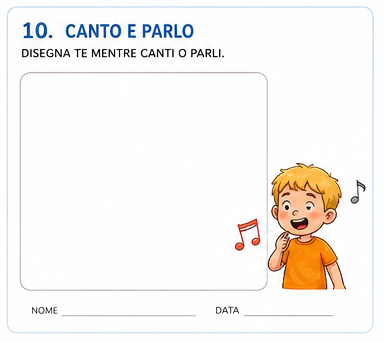 10. CANTO E PARLO
DISEGNA TE MENTRE CANTI O PARLI.
NOME DATA